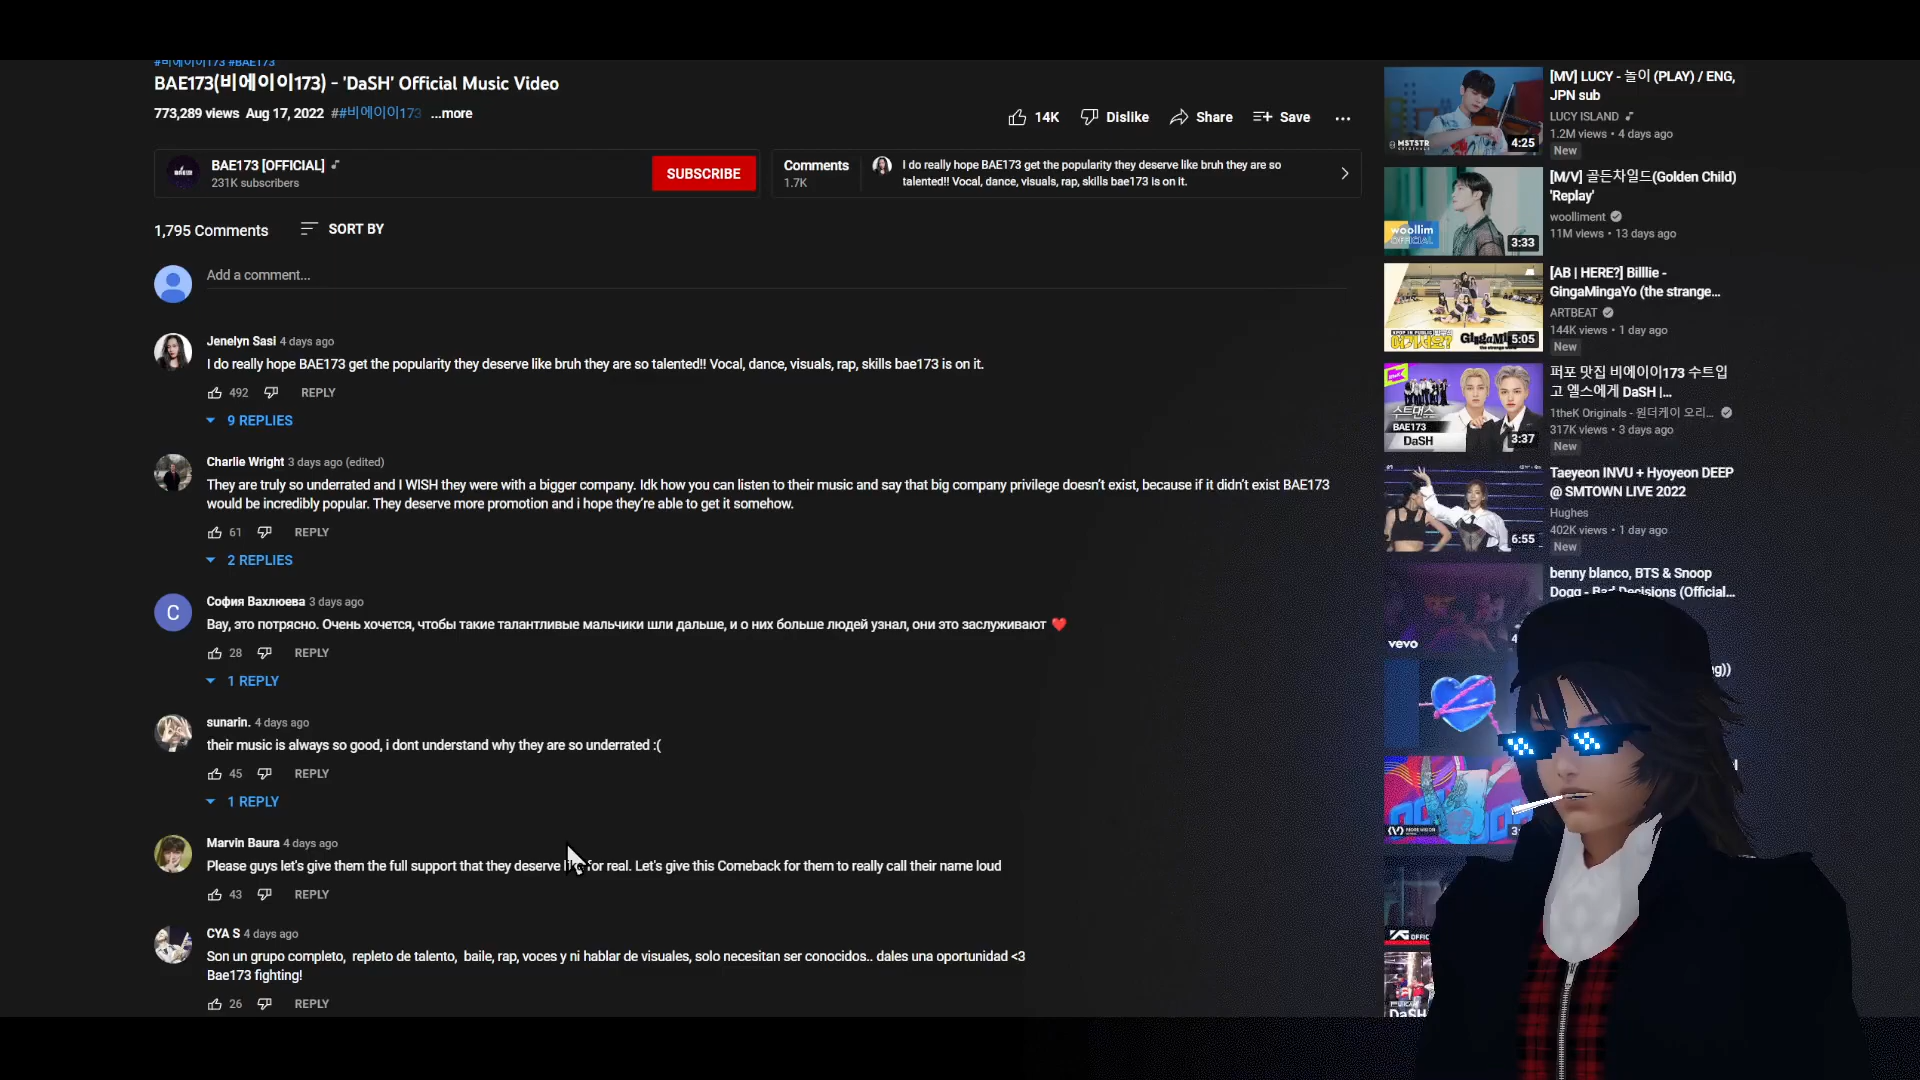 #비에이이173 #BAE173
BAE173(비에이이173) - 'DaSH' Official Music Video
773,289 views Aug 17, 2022 ##비에이이173 ...more
14K Dislike Share Save
BAE173 [OFFICIAL]
231K subscribers
SUBSCRIBE
Comments
1.7K
I do really hope BAE173 get the popularity they deserve like bruh they are so
talented!! Vocal, dance, visuals, rap, skills bae173 is on it.
1,795 Comments SORT BY
Add a comment...
Jenelyn Sasi 4 days ago
I do really hope BAE173 get the popularity they deserve like bruh they are so talented!! Vocal, dance, visuals, rap, skills bae173 is on it.
492 REPLY
9 REPLIES
Charlie Wright 3 days ago (edited)
They are truly so underrated and I WISH they were with a bigger company. Idk how you can listen to their music and say that big company privilege doesn't exist, because if it didn't exist BAE173
would be incredibly popular. They deserve more promotion and i hope they're able to get it somehow.
61 REPLY
2 REPLIES
C
София Вахлюева 3 days ago
Вау, это потрясно. Очень хочется, чтобы такие талантливые мальчики шли дальше, и о них больше людей узнал, они это заслуживают ❤️
28 REPLY
1 REPLY
sunarin. 4 days ago
their music is always so good, i dont understand why they are so underrated :(
45 REPLY
1 REPLY
Marvin Baura 4 days ago
Please guys let's give them the full support that they deserve like for real. Let's give this Comeback for them to really call their name loud
43 REPLY
CYA S 4 days ago
Son un grupo completo, repleto de talento, baile, rap, voces y ni hablar de visuales, solo necesitan ser conocidos.. dales una oportunidad <3
Bae173 fighting!
26 REPLY
MSTSTR
4:25
[MV] LUCY - 놀이 (PLAY) / ENG,
JPN sub
LUCY ISLAND
1.2M views • 4 days ago
New
woollim
OFFICIAL
3:33
[M/V] 골든차일드(Golden Child)
'Replay'
woolliment
11M views • 13 days ago
여기서요?
5:05
[AB | HERE?] Billlie -
GingaMingaYo (the strange...
ARTBEAT
144K views • 1 day ago
New
수트댄스
BAE173
DaSH
3:37
퍼포 맛집 비에이이173 수트입
고 엘스에게 DaSH |...
1theK Originals - 원더케이 오리...
317K views • 3 days ago
New
6:55
Taeyeon INVU + Hyoyeon DEEP
@ SMTOWN LIVE 2022
Hughes
402K views • 1 day ago
New
vevo
benny blanco, BTS & Snoop
Dogg - Bad Decisions (Official...
DaSH